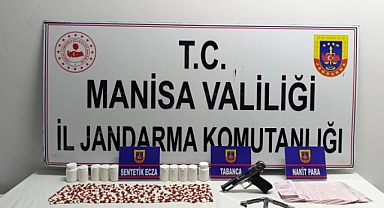 T.C.
MANİSA VALİLİĞİ
İL JANDARMA KOMUTANLIĞI
SENTETİK ECZA
TABANCA
NAKİT PARA